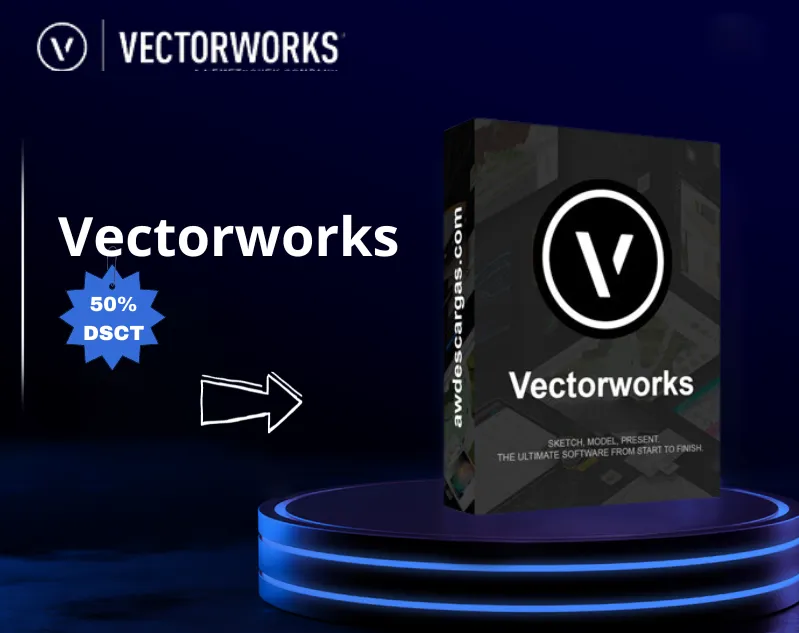 VECTORWORKS
Vectorworks
50%
DSCT
awdescargas.com
Vectorworks
SKETCH, MODEL, PRESENT.
THE ULTIMATE SOFTWARE FROM START TO FINISH.